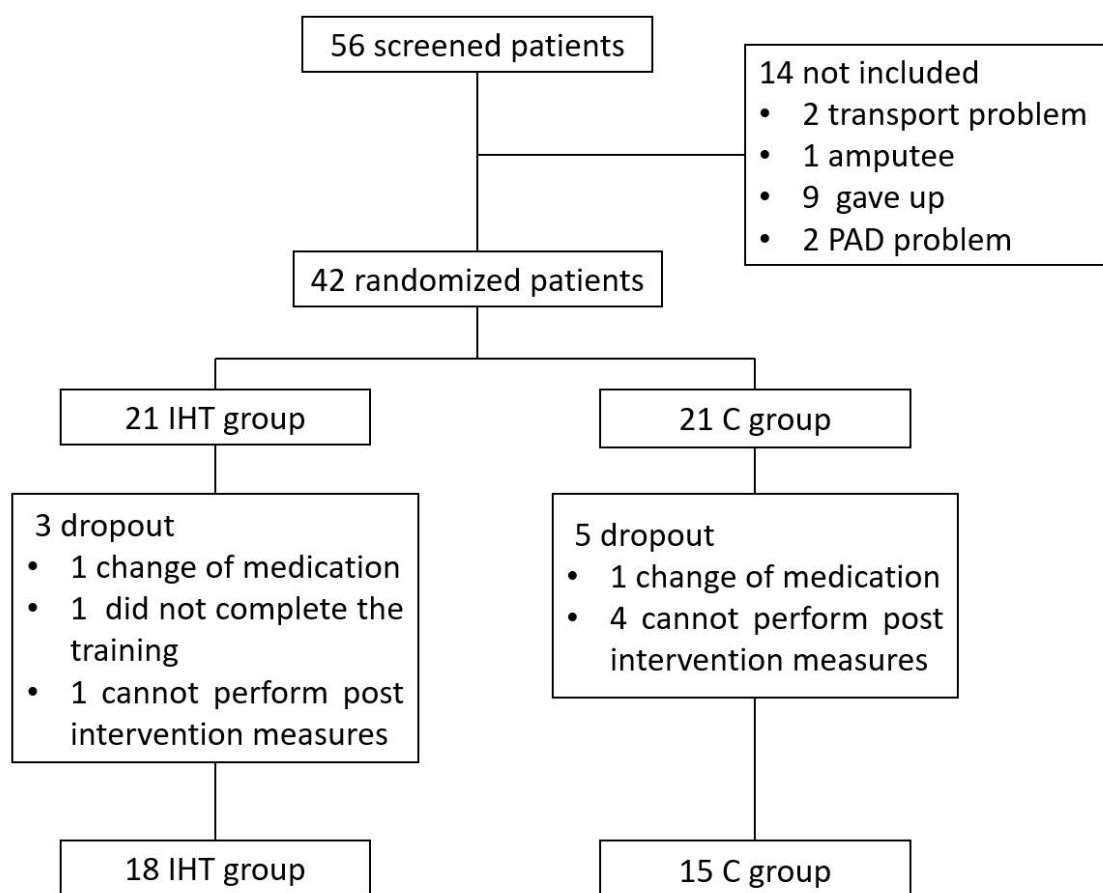 56 screened patients
14 not included
• 2 transport problem
• 1 amputee
• 9 gave up
• 2 PAD problem
42 randomized patients
21 IHT group
21 C group
3 dropout
• 1 change of medication
• 1 did not complete the
training
• 1 cannot perform post
intervention measures
5 dropout
• 1 change of medication
• 4 cannot perform post
intervention measures
18 IHT group
15 C group